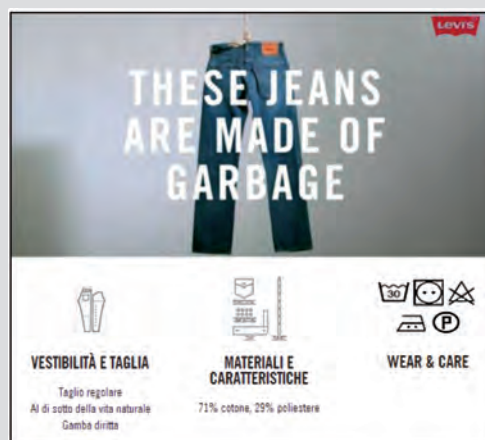 Levi's
THESE JEANS
ARE MADE OF
GARBAGE
30
P
VESTIBILITÀ E TAGLIA
Taglio regolare
Al di sotto della vita naturale
Gamba diritta
MATERIALI E
CARATTERISTICHE
71% cotone, 29% poliestere
WEAR & CARE